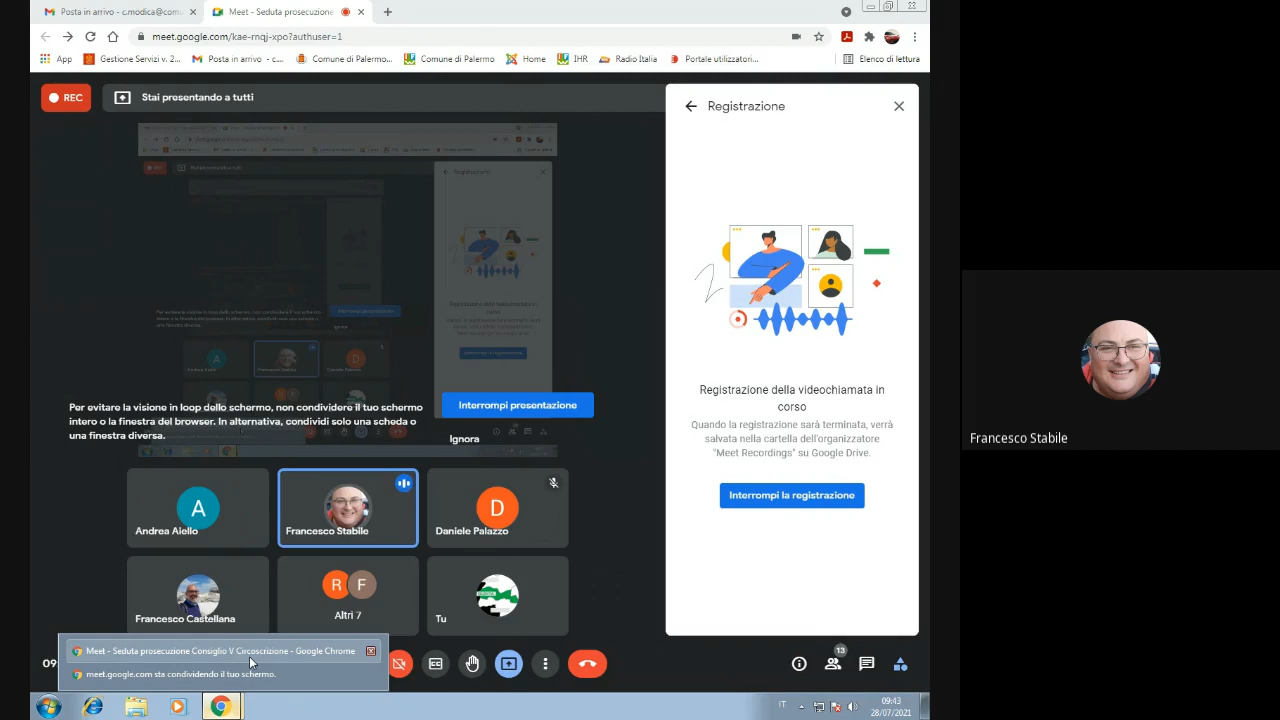 Posta in arrivo - c.modica@comu
Meet - Seduta prosecuzione
meet.google.com/kae-rnqj-xpo?authuser=1
App
Gestione Servizi v. 2...
Posta in arrivo - c....
Comune di Palermo...
Comune di Palermo
Home
IHR
Radio Italia
Portale utilizzatori...
Elenco di lettura
REC
Stai presentando a tutti
Registrazione
Registrazione della videochiamata in
corso
Quando la registrazione sarà terminata, verrà
salvata nella cartella dell'organizzatore
"Meet Recordings" su Google Drive.
Interrompi la registrazione
Per evitare la visione in loop dello schermo, non condividere il tuo schermo
intero o la finestra del browser. In alternativa, condividi solo una scheda o
una finestra diversa.
Interrompi presentazione
Ignora
A
Andrea Aiello
Francesco Stabile
D
Daniele Palazzo
Francesco Castellana
R F
Altri 7
Tu
Meet - Seduta prosecuzione Consiglio V Circoscrizione - Google Chrome
meet.google.com sta condividendo il tuo schermo.
09
13
IT
09:43
28/07/2021
Francesco Stabile